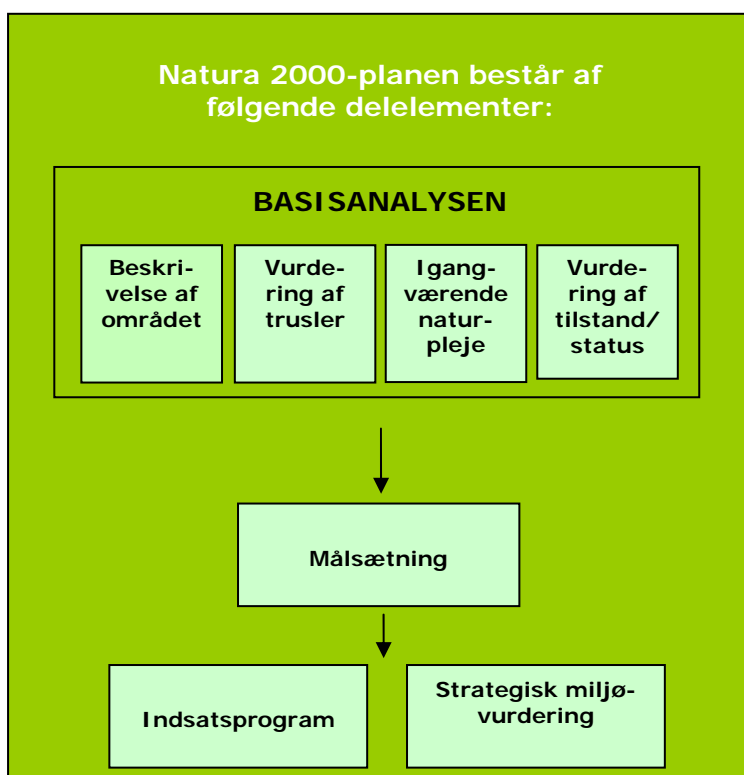 Natura 2000-planen består af
følgende delelementer:
BASISANALYSEN
Beskri-
velse af
området
Vurde-
ring af
trusler
Igang-
værende
natur-
pleje
Vurde-
ring af
tilstand/
status
Målsætning
Indsatsprogram
Strategisk miljø-
vurdering